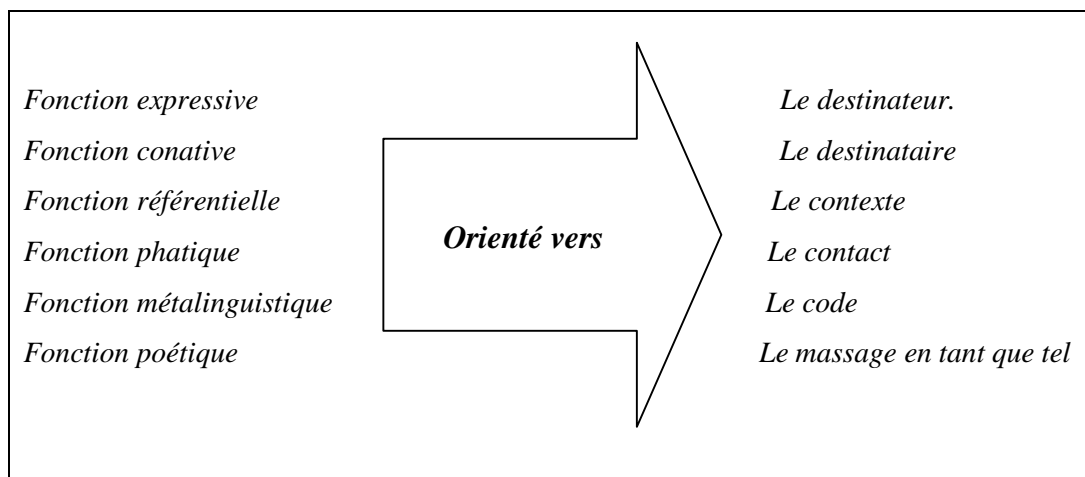 Fonction expressive Le destinateur.
Fonction conative Le destinataire
Fonction référentielle Le contexte
Fonction phatique Orienté vers Le contact
Fonction métalinguistique Le code
Fonction poétique Le massage en tant que tel